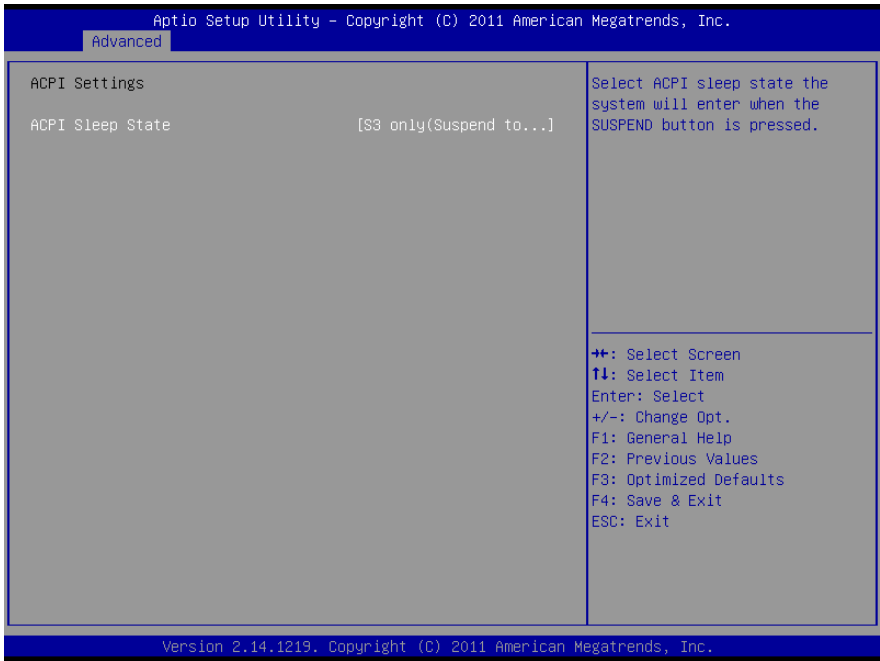 Aptio Setup Utility – Copyright (C) 2011 American Megatrends, Inc.
Advanced
ACPI Settings
ACPI Sleep State [S3 only(Suspend to...]
Select ACPI sleep state the
system will enter when the
SUSPEND button is pressed.
→←: Select Screen
↑↓: Select Item
Enter: Select
+/-: Change Opt.
F1: General Help
F2: Previous Values
F3: Optimized Defaults
F4: Save & Exit
ESC: Exit
Version 2.14.1219. Copyright (C) 2011 American Megatrends, Inc.